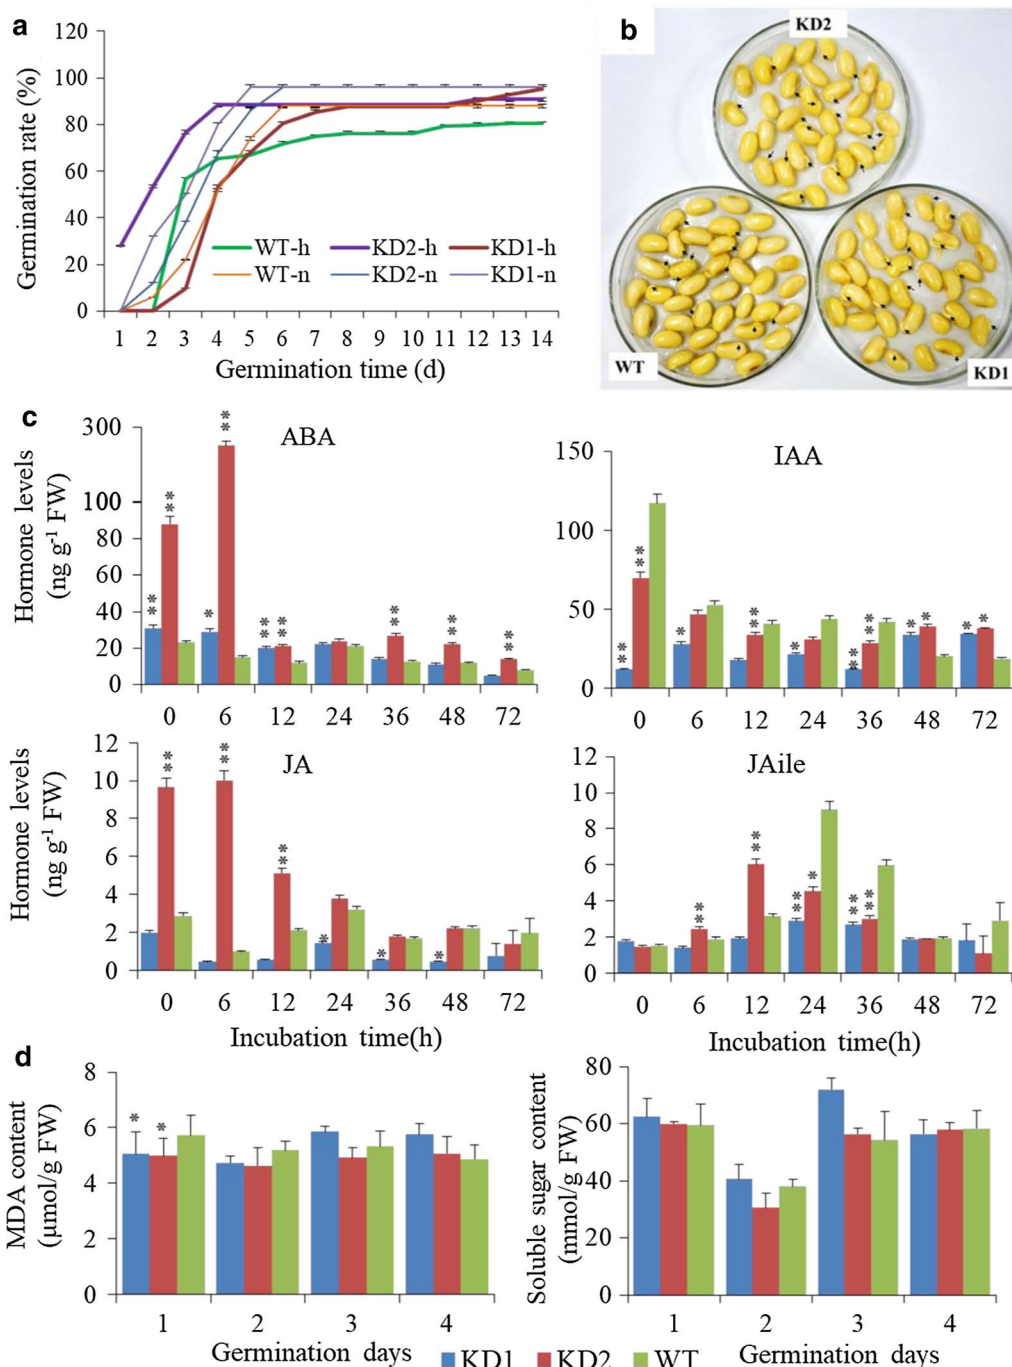 a
120
100
80
60
40
20
0
Germination rate (%)
WT-h KD2-h KD1-h
WT-n KD2-n KD1-n
1 2 3 4 5 6 7 8 9 10 11 12 13 14
Germination time (d)
b
KD2
WT
KD1
c
ABA
Hormone levels
(ng g-1 FW)
300
100
80
60
40
20
0
** ** * ** ** ** ** ** **
0 6 12 24 36 48 72
IAA
150
100
50
0
** ** * ** * ** ** * * * *
0 6 12 24 36 48 72
JA
Hormone levels
(ng g-1 FW)
12
10
8
6
4
2
0
** ** ** * * *
0 6 12 24 36 48 72
Incubation time(h)
JAile
12
10
8
6
4
2
0
** ** ** * ** **
0 6 12 24 36 48 72
Incubation time(h)
d
MDA content
(µmol/g FW)
8
6
4
2
0
* *
1 2 3 4
Germination days
Soluble sugar content
(mmol/g FW)
80
60
40
20
0
1 2 3 4
Germination days
KD1 KD2 WT